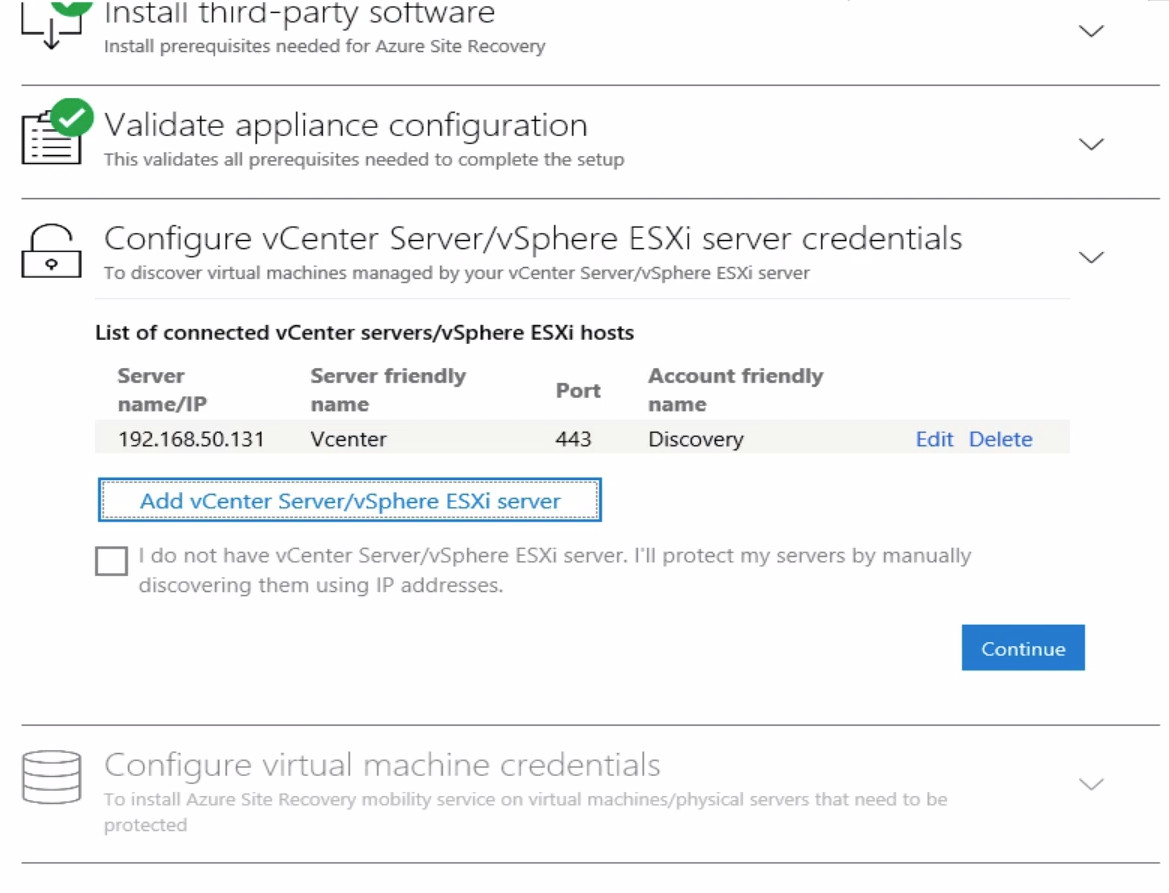 Install third-party software
Install prerequisites needed for Azure Site Recovery
Validate appliance configuration
This validates all prerequisites needed to complete the setup
Configure vCenter Server/vSphere ESXi server credentials
To discover virtual machines managed by your vCenter Server/vSphere ESXi server
List of connected vCenter servers/vSphere ESXi hosts
Server name/IP Server friendly name Port Account friendly name
192.168.50.131 Vcenter 443 Discovery Edit Delete
Add vCenter Server/vSphere ESXi server
I do not have vCenter Server/vSphere ESXi server. I'll protect my servers by manually
discovering them using IP addresses.
Continue
Configure virtual machine credentials
To install Azure Site Recovery mobility service on virtual machines/physical servers that need to be
protected